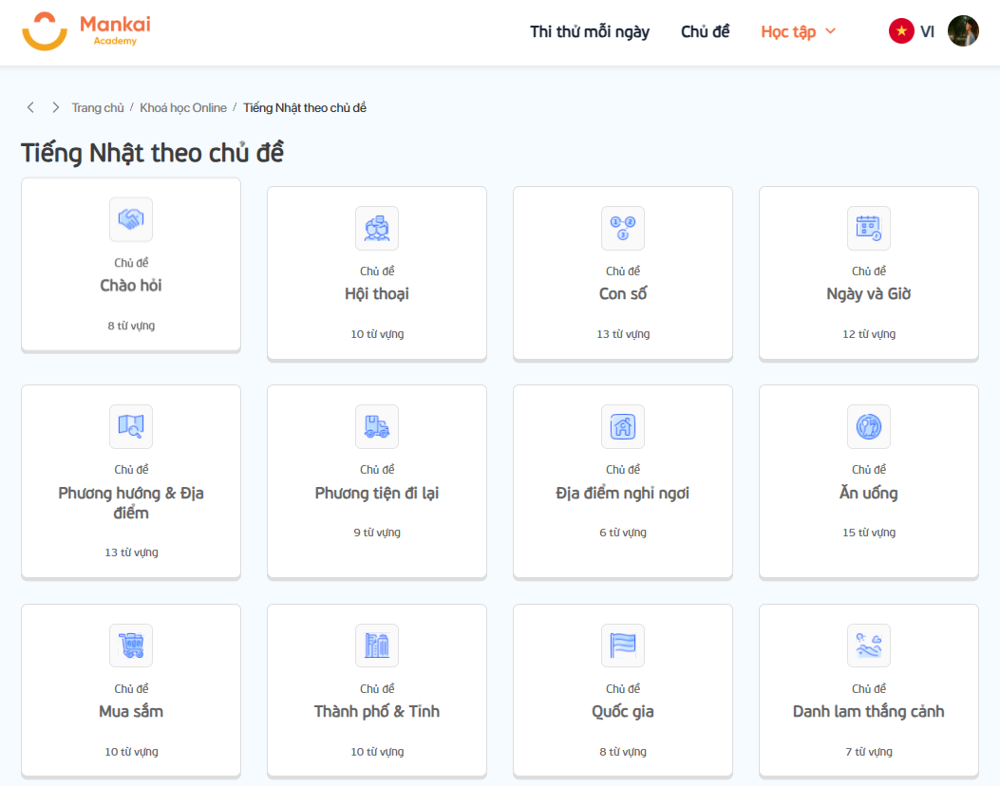 Mankai
Academy
Thi thử mỗi ngày
Chủ đề
Học tập
VI
Trang chủ / Khoá học Online / Tiếng Nhật theo chủ đề
Tiếng Nhật theo chủ đề
Chủ đề
Chào hỏi
8 từ vựng
Chủ đề
Hội thoại
10 từ vựng
1 2
3
Chủ đề
Con số
13 từ vựng
Chủ đề
Ngày và Giờ
12 từ vựng
Chủ đề
Phương hướng & Địa
điểm
13 từ vựng
Chủ đề
Phương tiện đi lại
9 từ vựng
Chủ đề
Địa điểm nghỉ ngơi
6 từ vựng
Chủ đề
Ăn uống
15 từ vựng
Chủ đề
Mua sắm
10 từ vựng
Chủ đề
Thành phố & Tỉnh
10 từ vựng
Chủ đề
Quốc gia
8 từ vựng
Chủ đề
Danh lam thắng cảnh
7 từ vựng